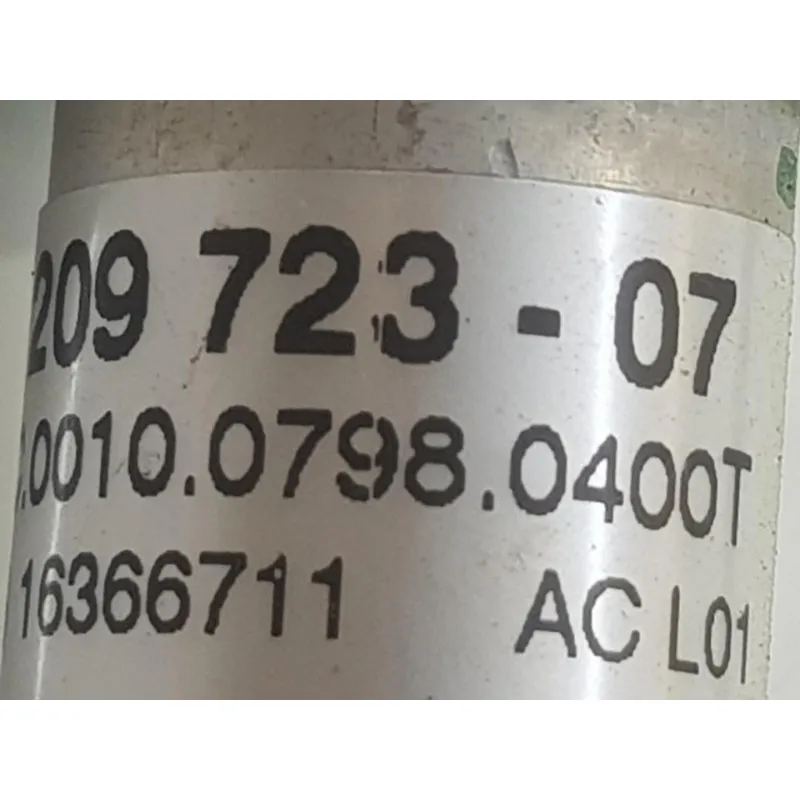 209 723 - 07
.0010.0798.0400T
16366711 AC L01